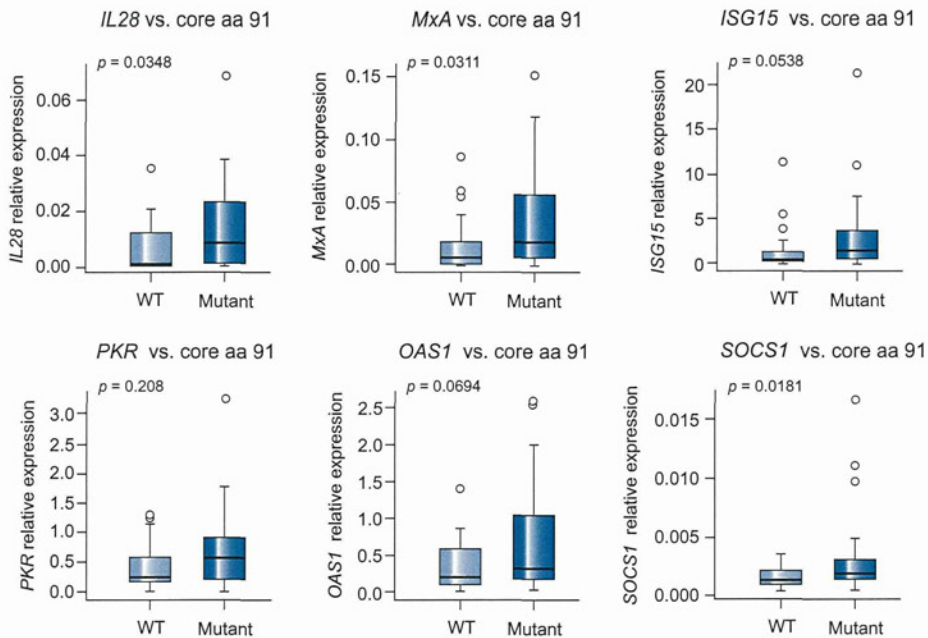 IL28 vs. core aa 91
p = 0.0348
IL28 relative expression
0.06
0.04
0.02
0.00
WT Mutant
MxA vs. core aa 91
p = 0.0311
MxA relative expression
0.15
0.10
0.05
0.00
WT Mutant
ISG15 vs. core aa 91
p = 0.0538
ISG15 relative expression
20
15
10
5
0
WT Mutant
PKR vs. core aa 91
p = 0.208
PKR relative expression
3.0
2.5
2.0
1.5
1.0
0.5
0.0
WT Mutant
OAS1 vs. core aa 91
p = 0.0694
OAS1 relative expression
2.5
2.0
1.5
1.0
0.5
0.0
WT Mutant
SOCS1 vs. core aa 91
p = 0.0181
SOCS1 relative expression
0.015
0.010
0.005
0.000
WT Mutant